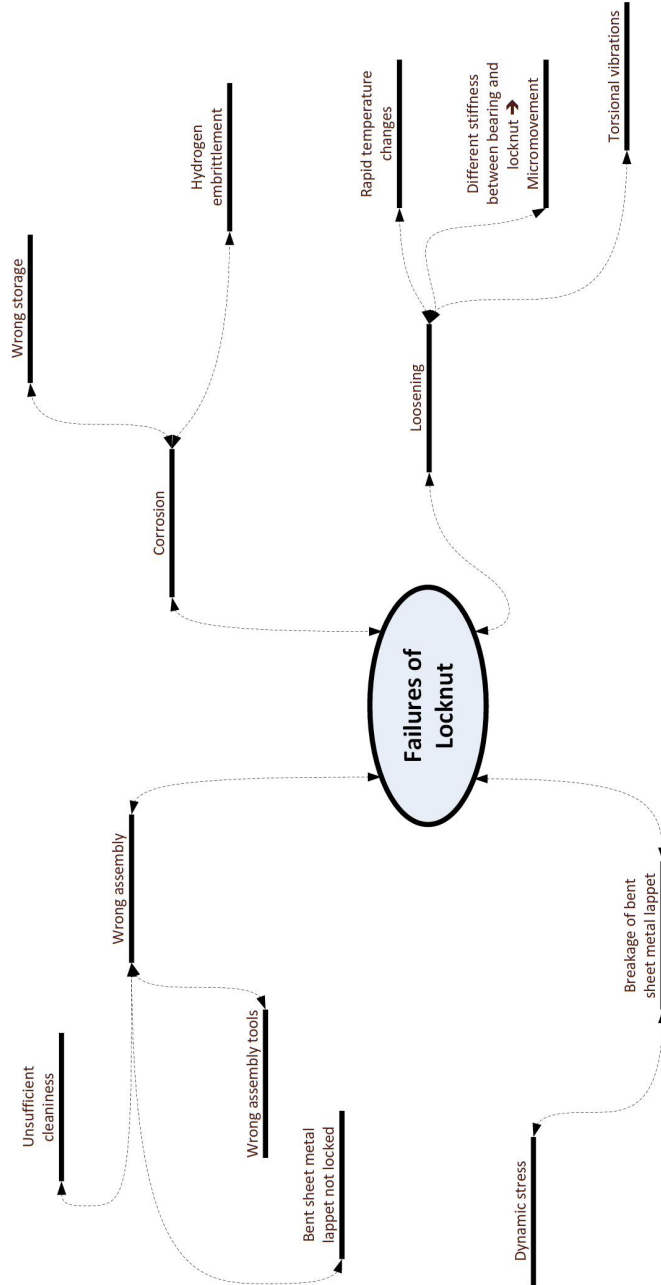 Failures of
Locknut
Wrong assembly
Unsufficient
cleaniness
Wrong assembly tools
Bent sheet metal
lappet not locked
Corrosion
Wrong storage
Hydrogen
embrittlement
Loosening
Rapid temperature
changes
Different stiffness
between bearing and
locknut ➔
Micromovement
Torsional vibrations
Breakage of bent
sheet metal lappet
Dynamic stress